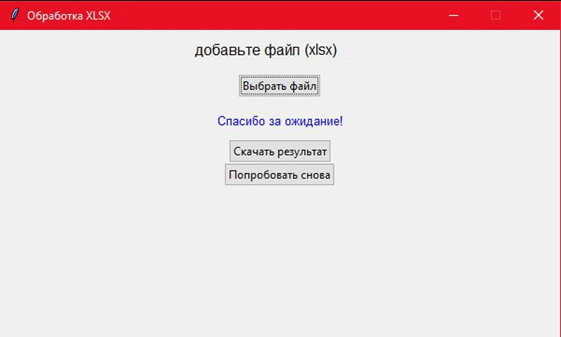 Обработка XLSX
добавьте файл (xlsx)
Выбрать файл
Спасибо за ожидание!
Скачать результат
Попробовать снова